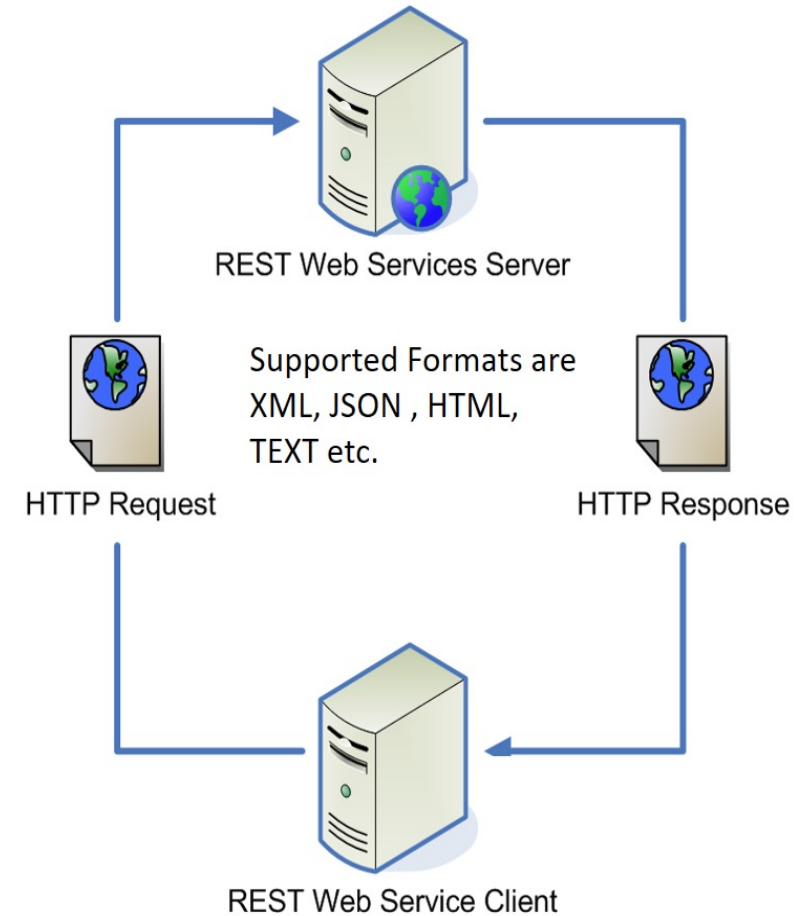 REST Web Services Server
Supported Formats are
XML, JSON , HTML,
TEXT etc.
HTTP Request
HTTP Response
REST Web Service Client